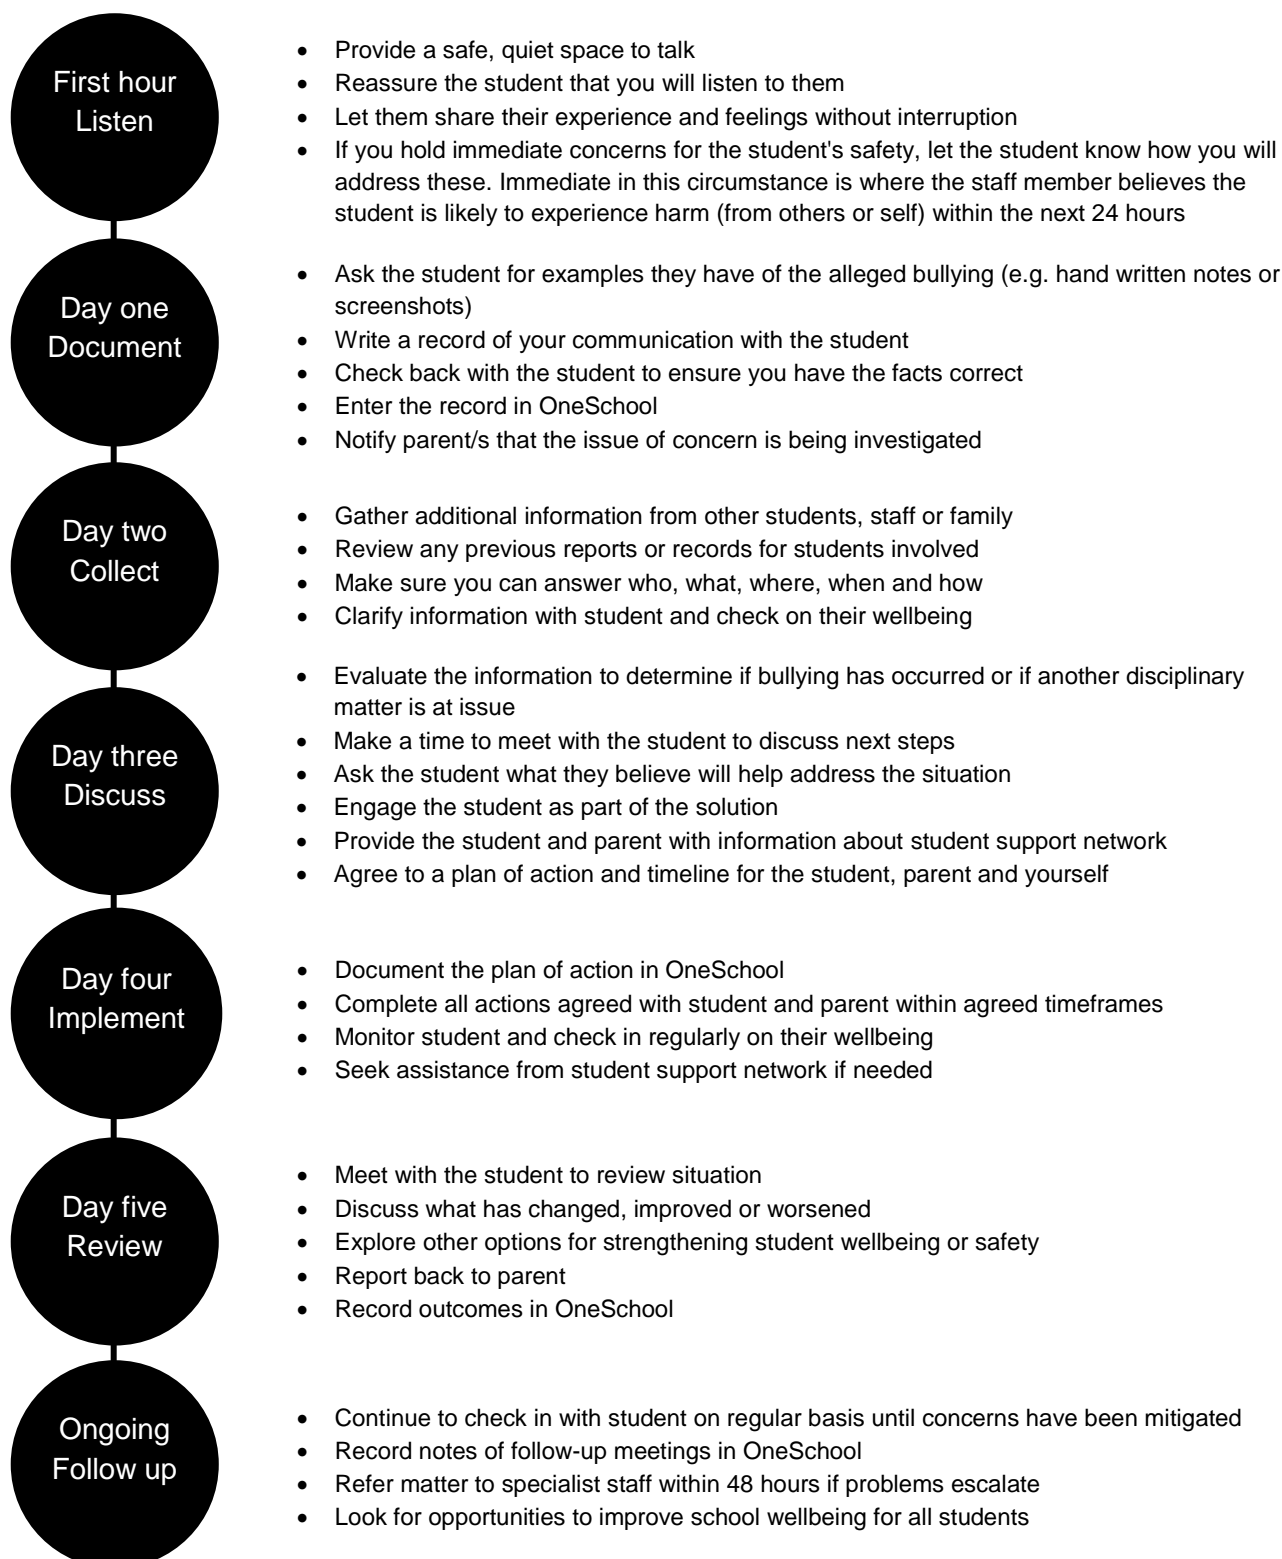 First hour
Listen
• Provide a safe, quiet space to talk
• Reassure the student that you will listen to them
• Let them share their experience and feelings without interruption
• If you hold immediate concerns for the student's safety, let the student know how you will
address these. Immediate in this circumstance is where the staff member believes the
student is likely to experience harm (from others or self) within the next 24 hours
Day one
Document
• Ask the student for examples they have of the alleged bullying (e.g. hand written notes or
screenshots)
• Write a record of your communication with the student
• Check back with the student to ensure you have the facts correct
• Enter the record in OneSchool
• Notify parent/s that the issue of concern is being investigated
Day two
Collect
• Gather additional information from other students, staff or family
• Review any previous reports or records for students involved
• Make sure you can answer who, what, where, when and how
• Clarify information with student and check on their wellbeing
Day three
Discuss
• Evaluate the information to determine if bullying has occurred or if another disciplinary
matter is at issue
• Make a time to meet with the student to discuss next steps
• Ask the student what they believe will help address the situation
• Engage the student as part of the solution
• Provide the student and parent with information about student support network
• Agree to a plan of action and timeline for the student, parent and yourself
Day four
Implement
• Document the plan of action in OneSchool
• Complete all actions agreed with student and parent within agreed timeframes
• Monitor student and check in regularly on their wellbeing
• Seek assistance from student support network if needed
Day five
Review
• Meet with the student to review situation
• Discuss what has changed, improved or worsened
• Explore other options for strengthening student wellbeing or safety
• Report back to parent
• Record outcomes in OneSchool
Ongoing
Follow up
• Continue to check in with student on regular basis until concerns have been mitigated
• Record notes of follow-up meetings in OneSchool
• Refer matter to specialist staff within 48 hours if problems escalate
• Look for opportunities to improve school wellbeing for all students